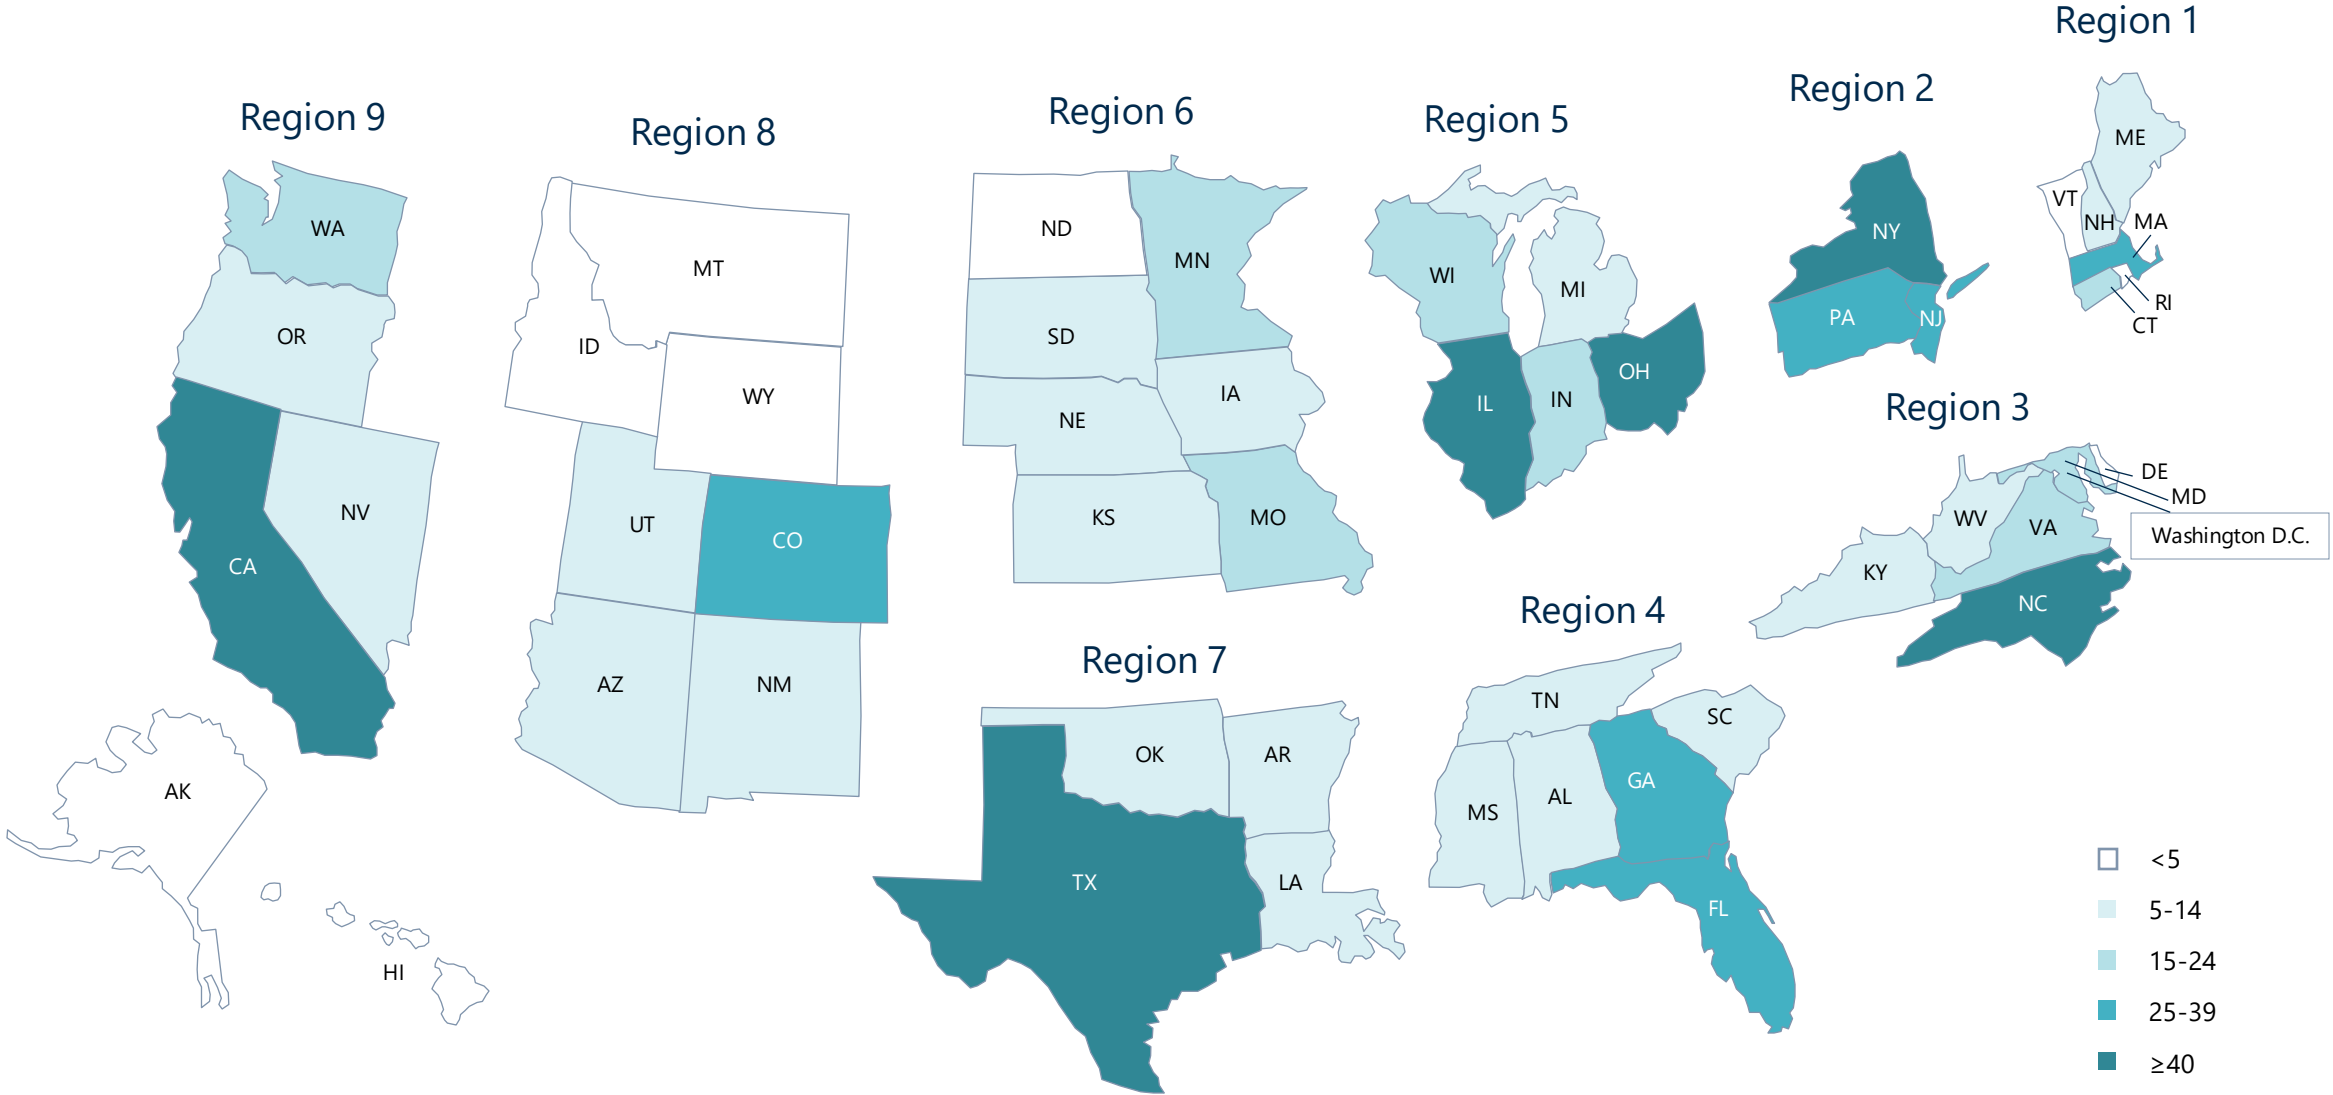 Region 1
ME
VT
NH
MA
RI
CT
Region 2
NY
PA
NJ
Region 3
DE
MD
Washington D.C.
WV
VA
KY
NC
Region 4
TN
SC
MS
AL
GA
FL
Region 5
WI
MI
IL
IN
OH
Region 6
ND
MN
SD
IA
NE
KS
MO
Region 7
OK
AR
TX
LA
Region 8
MT
ID
WY
UT
CO
AZ
NM
Region 9
WA
OR
NV
CA
AK
HI
<5
5-14
15-24
25-39
≥40